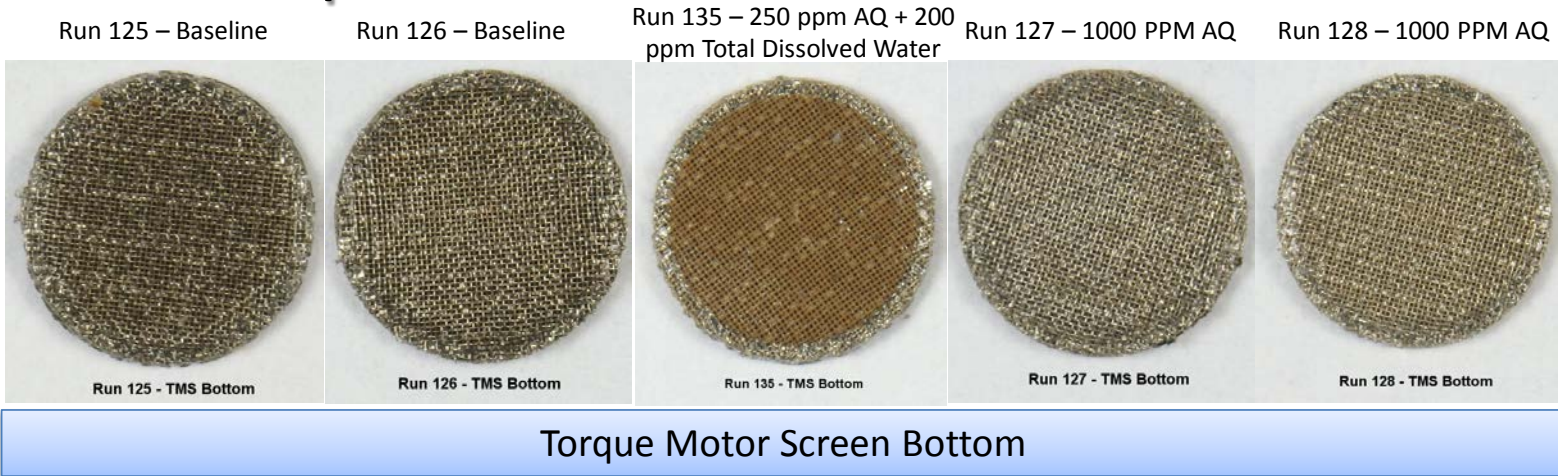 Run 125 – Baseline
Run 126 – Baseline
Run 135 – 250 ppm AQ + 200
ppm Total Dissolved Water
Run 127 – 1000 PPM AQ
Run 128 – 1000 PPM AQ
Run 125 - TMS Bottom
Run 126 - TMS Bottom
Run 135 - TMS Bottom
Run 127 - TMS Bottom
Run 128 - TMS Bottom
Torque Motor Screen Bottom